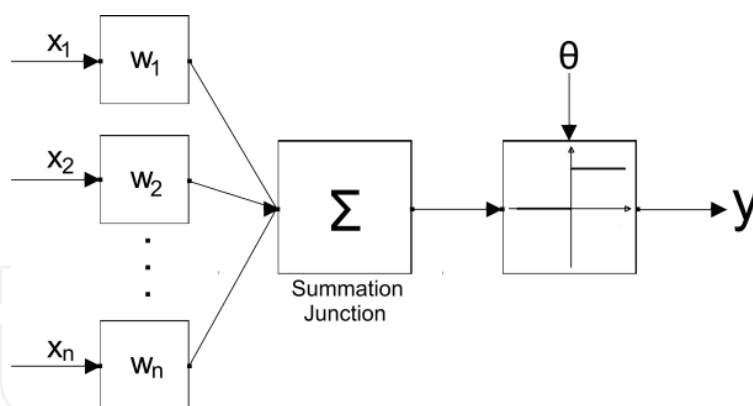 x1
w1
θ
x2
w2
Σ
y
Summation
Junction
xn
wn